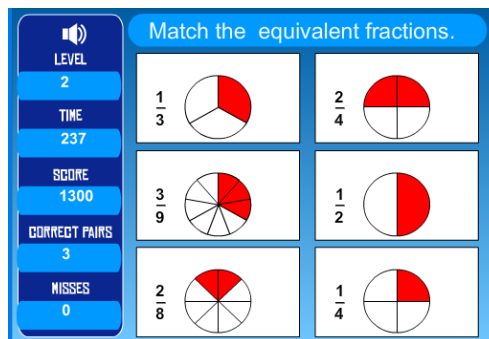 Match the equivalent fractions.
LEVEL
2
TIME
237
SCORE
1300
CORRECT PAIRS
3
MISSES
0
1
3
2
4
3
9
1
2
2
8
1
4